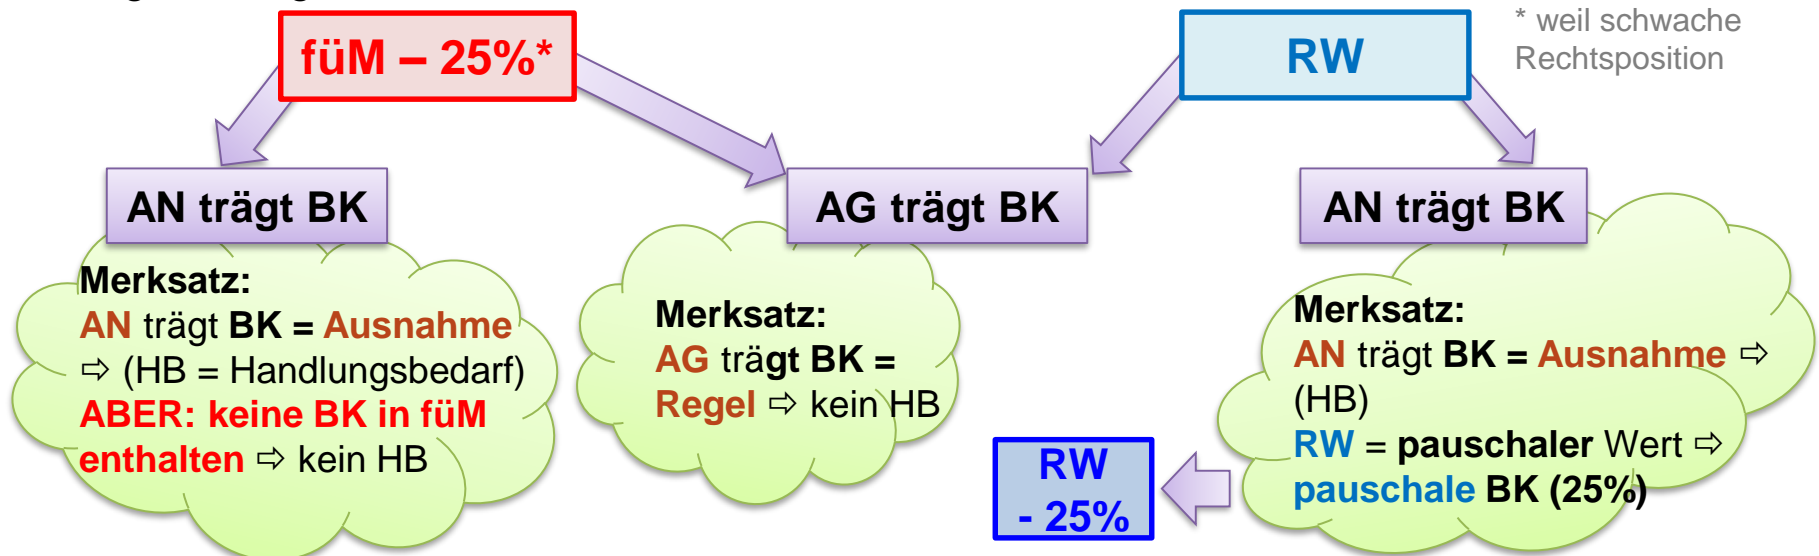 füM – 25%*
RW
* weil schwache
Rechtsposition
AN trägt BK
AG trägt BK
AN trägt BK
Merksatz:
AN trägt BK = Ausnahme
⇨ (HB = Handlungsbedarf)
ABER: keine BK in füM
enthalten ⇨ kein HB
Merksatz:
AG trägt BK =
Regel ⇨ kein HB
Merksatz:
AN trägt BK = Ausnahme ⇨
(HB)
RW = pauschaler Wert ⇨
pauschale BK (25%)
RW
- 25%